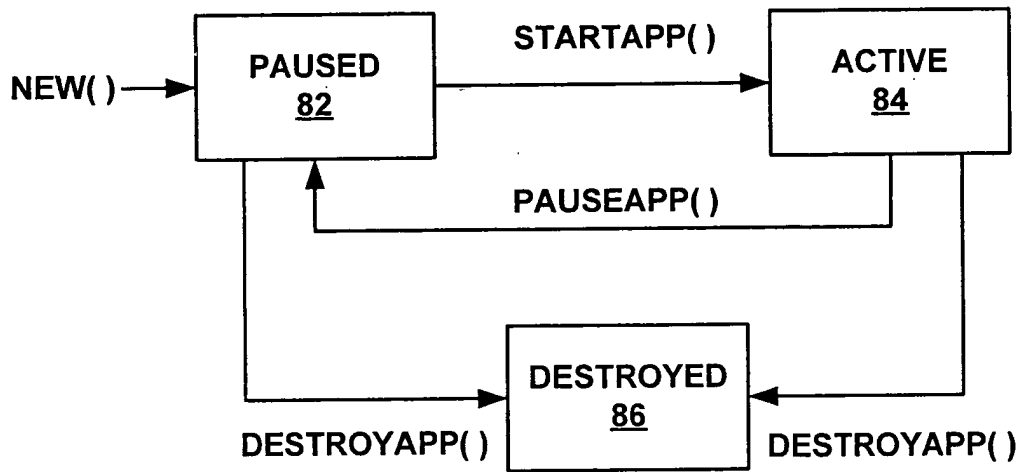 NEW( )
PAUSED
82
STARTAPP( )
ACTIVE
84
PAUSEAPP( )
DESTROYED
86
DESTROYAPP( )
DESTROYAPP( )